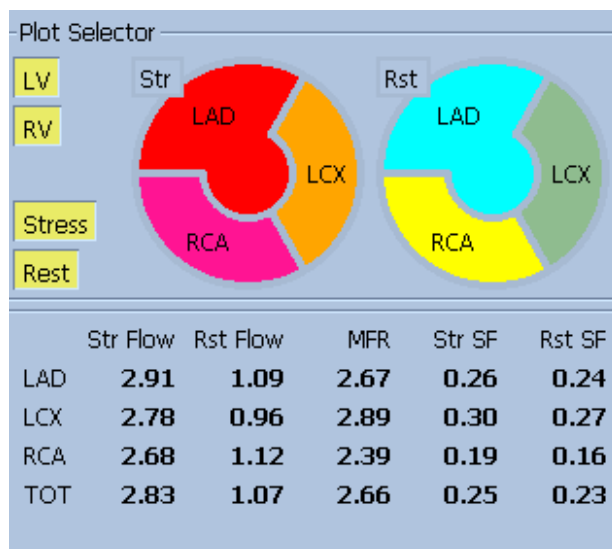 Plot Selector
LV
Str
Rst
LAD
LAD
RV
LCX
LCX
Stress
RCA
RCA
Rest
Str Flow Rst Flow MFR Str SF Rst SF
LAD 2.91 1.09 2.67 0.26 0.24
LCX 2.78 0.96 2.89 0.30 0.27
RCA 2.68 1.12 2.39 0.19 0.16
TOT 2.83 1.07 2.66 0.25 0.23